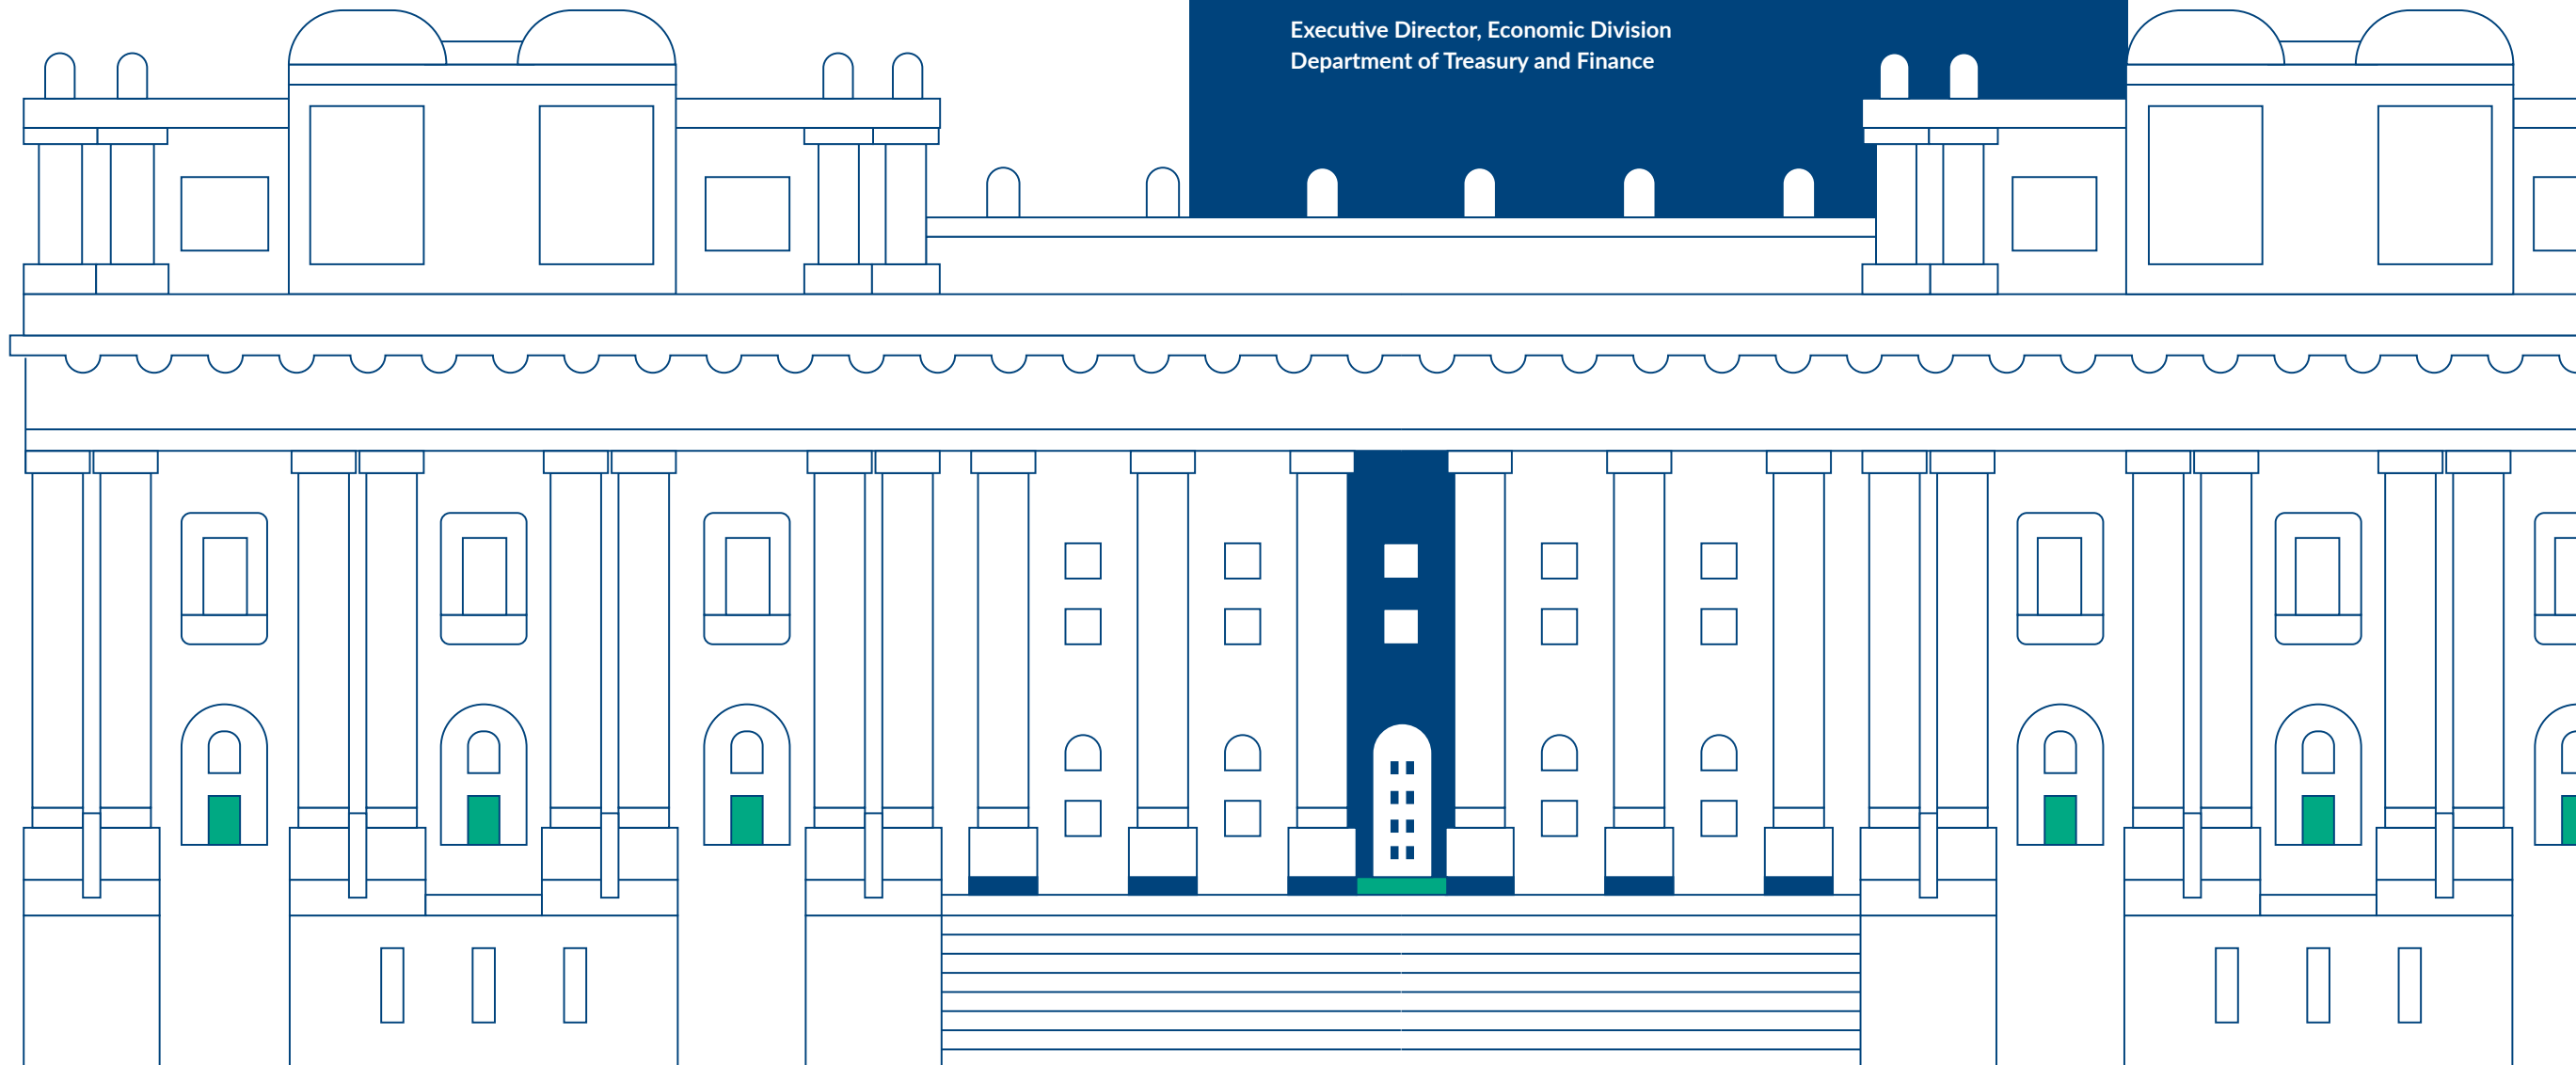 Executive Director, Economic Division
Department of Treasury and Finance